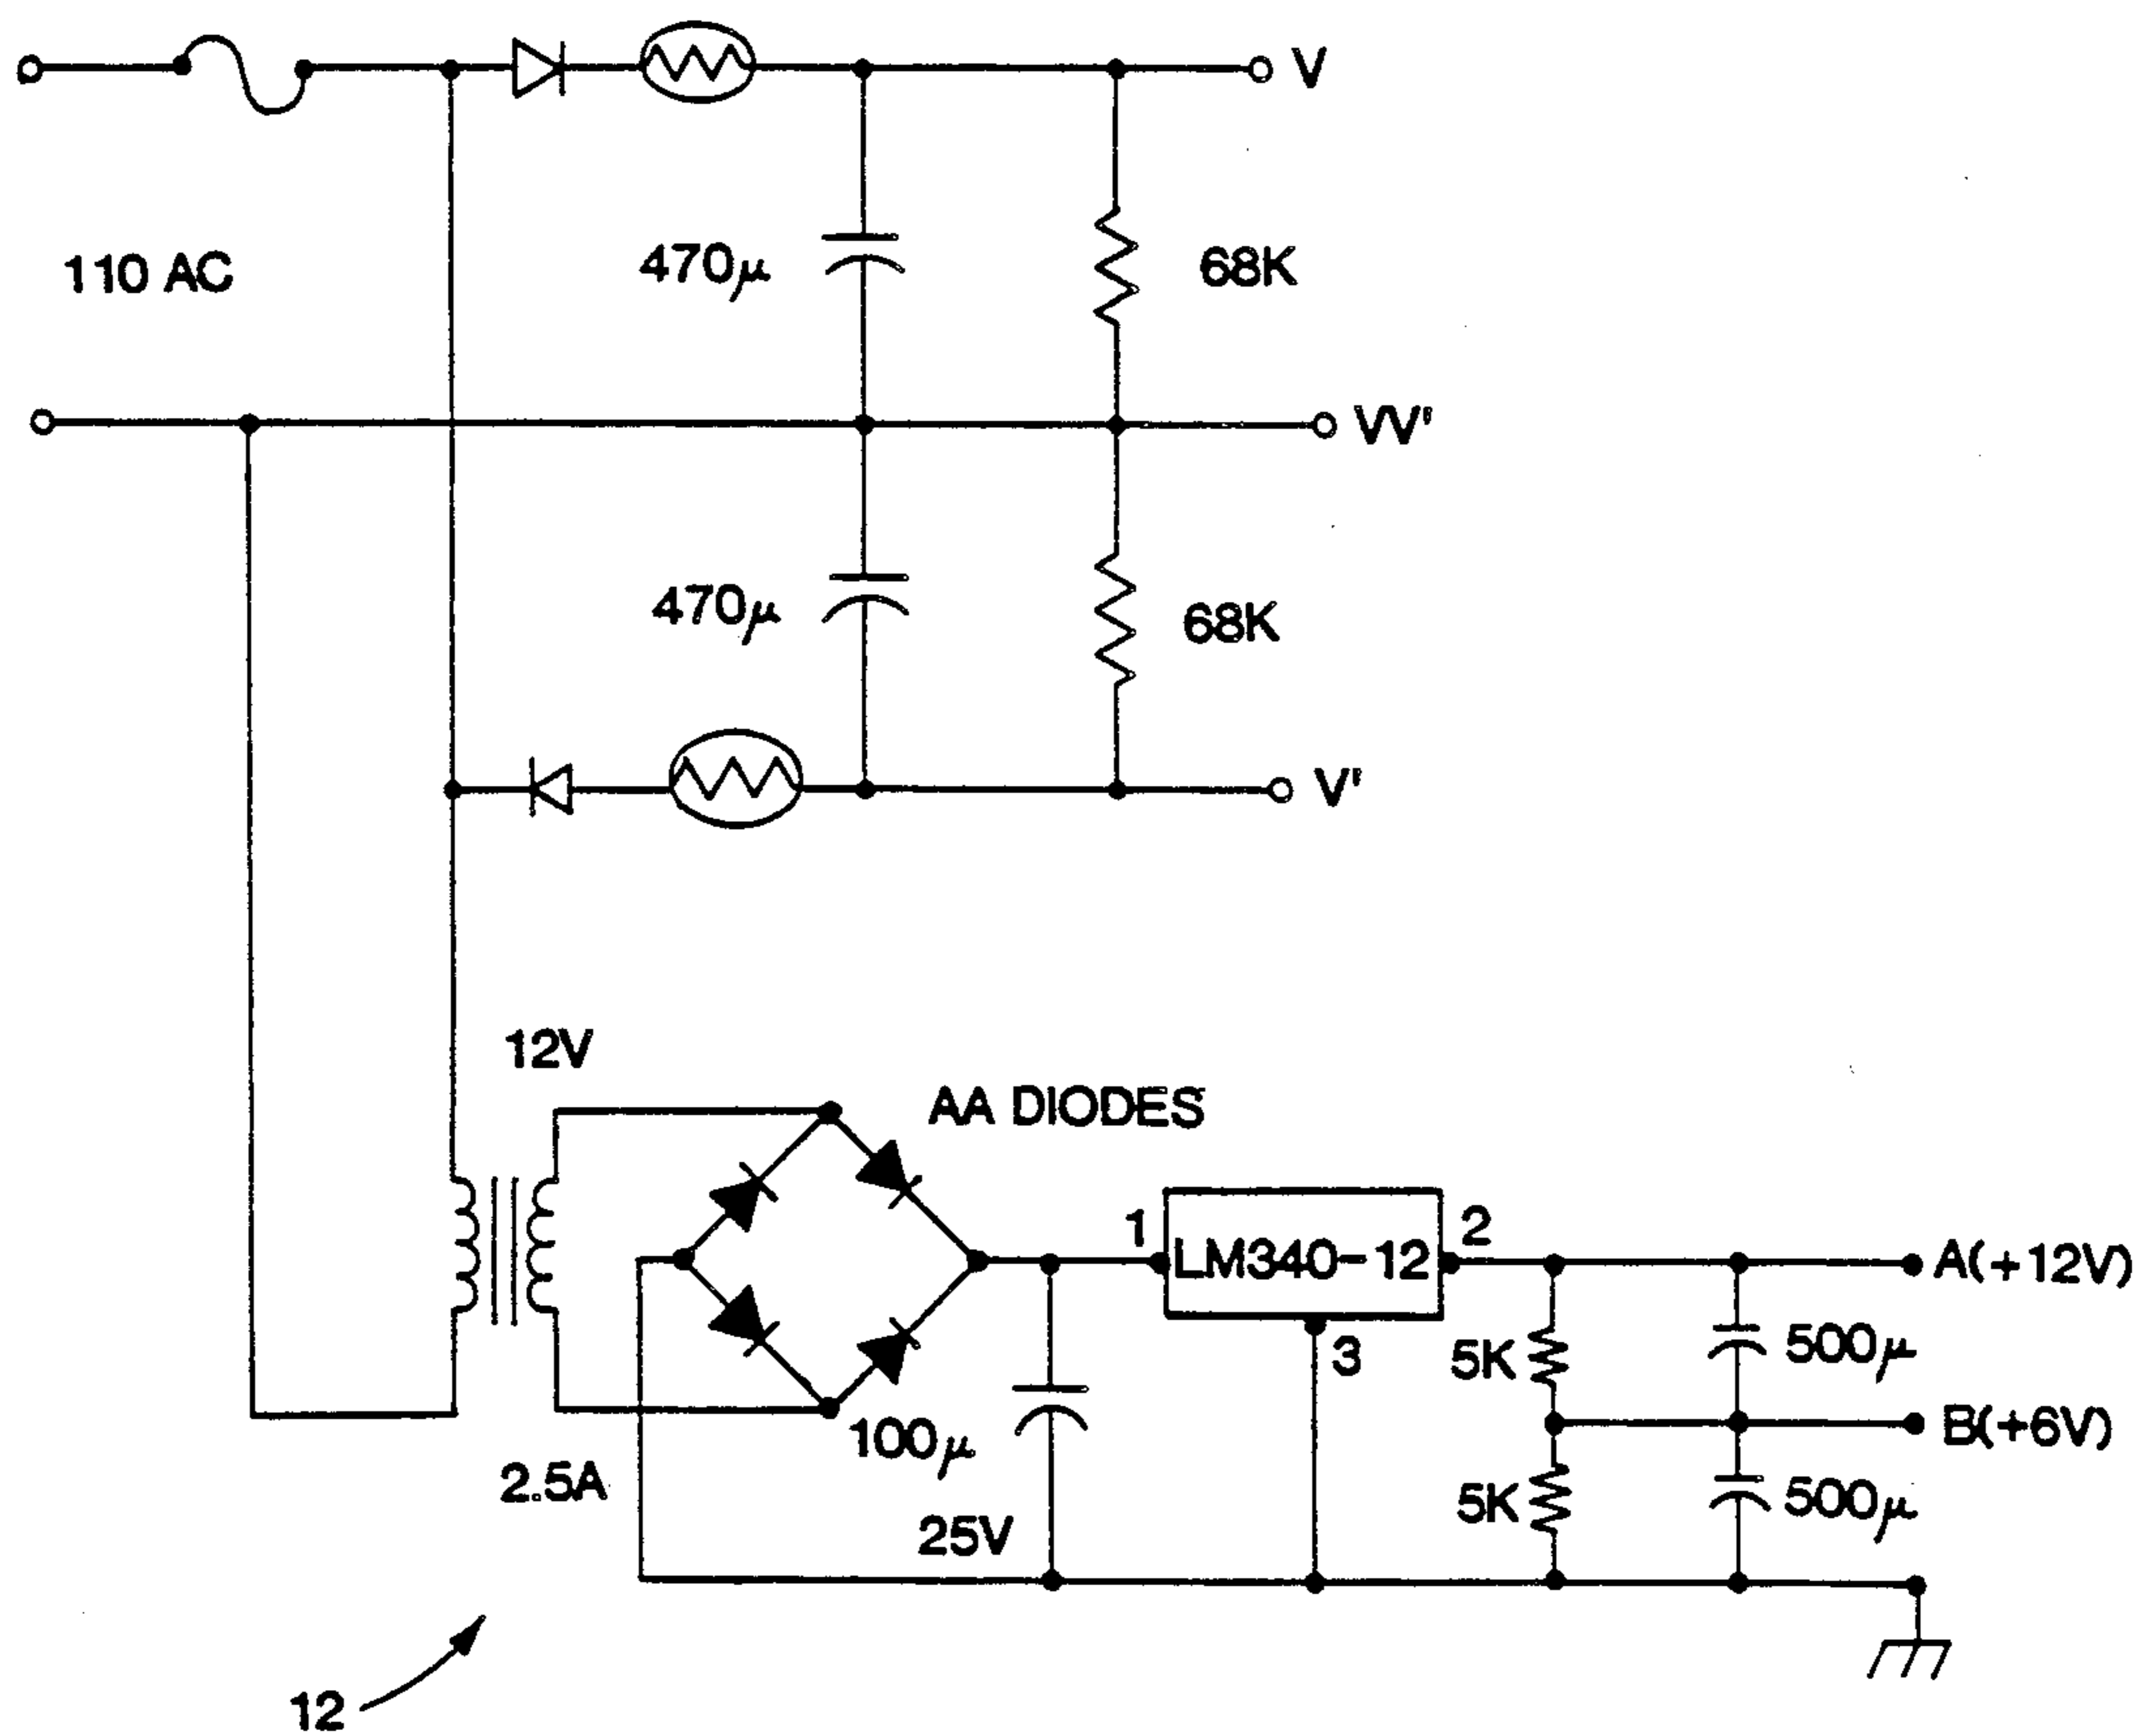 V
110 AC
470μ
68K
VV'
470μ
68K
V'
12V
AA DIODES
1
LM340-12
2
A(+12V)
3
5K
500μ
B(+6V)
100μ
2.5A
5K
500μ
25V
12